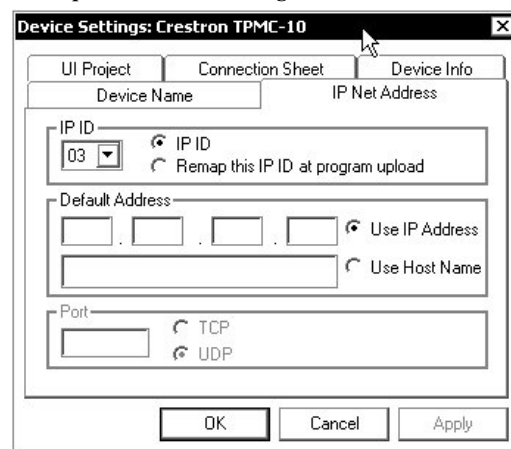 Device Settings: Crestron TPMC-10
UI Project Connection Sheet Device Info
Device Name IP Net Address
IP ID
03 IP ID
Remap this IP ID at program upload
Default Address
. . . Use IP Address
Use Host Name
Port
TCP
UDP
OK Cancel Apply